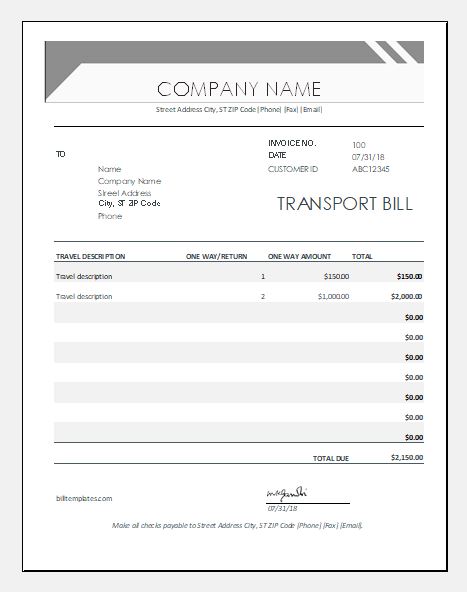 COMPANY NAME
Street Address City, ST ZIP Code |Phone| |Fax| |Email|
INVOICE NO. 100
TO DATE 07/31/18
CUSTOMER ID ABC12345
Name
Company Name
Street Address
City, ST ZIP Code
Phone
TRANSPORT BILL
TRAVEL DESCRIPTION ONE WAY/RETURN ONE WAY AMOUNT TOTAL
Travel description 1 $150.00 $150.00
Travel description 2 $1,000.00 $2,000.00
$0.00
$0.00
$0.00
$0.00
$0.00
$0.00
$0.00
TOTAL DUE $2,150.00
billtemplates.com
07/31/18
Make all checks payable to Street Address City, ST ZIP Code |Phone| |Fax| |Email|.